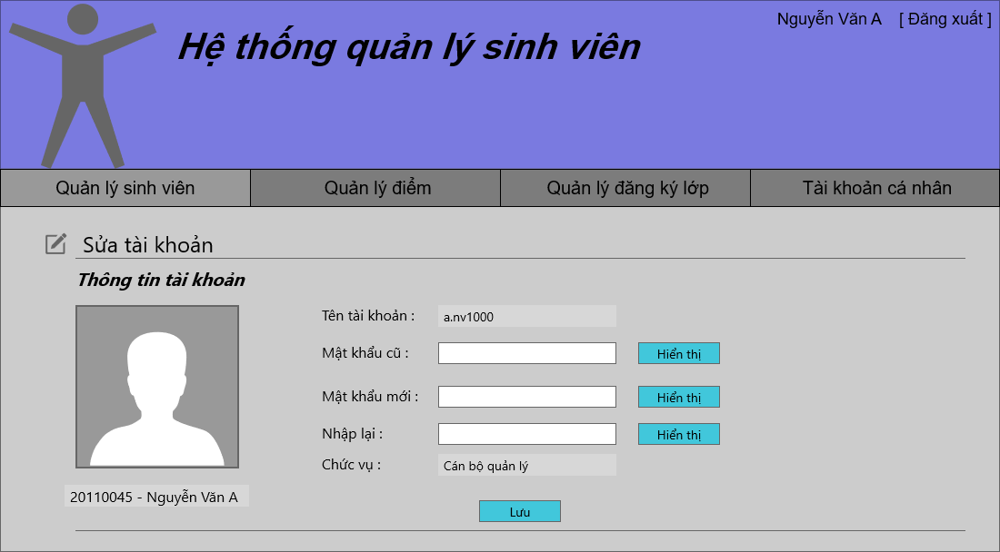 Nguyễn Văn A [ Đăng xuất ]
Hệ thống quản lý sinh viên
Quản lý sinh viên Quản lý điểm Quản lý đăng ký lớp Tài khoản cá nhân
Sửa tài khoản
Thông tin tài khoản
Tên tài khoản : a.nv1000
Mật khẩu cũ : Hiển thị
Mật khẩu mới : Hiển thị
Nhập lại : Hiển thị
Chức vụ : Cán bộ quản lý
20110045 - Nguyễn Văn A
Lưu